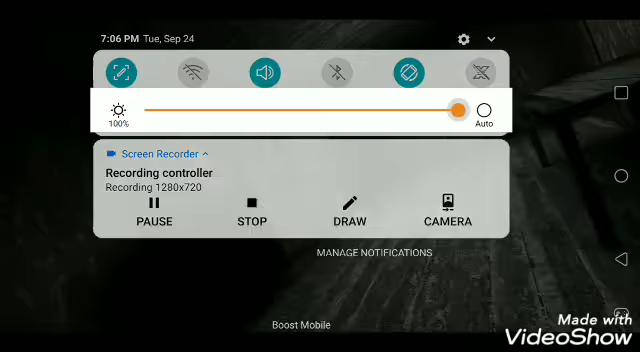 7:06 PM Tue, Sep 24
100%
Auto
Screen Recorder
Recording controller
Recording 1280x720
PAUSE STOP DRAW CAMERA
MANAGE NOTIFICATIONS
Boost Mobile
Made with
VideoShow